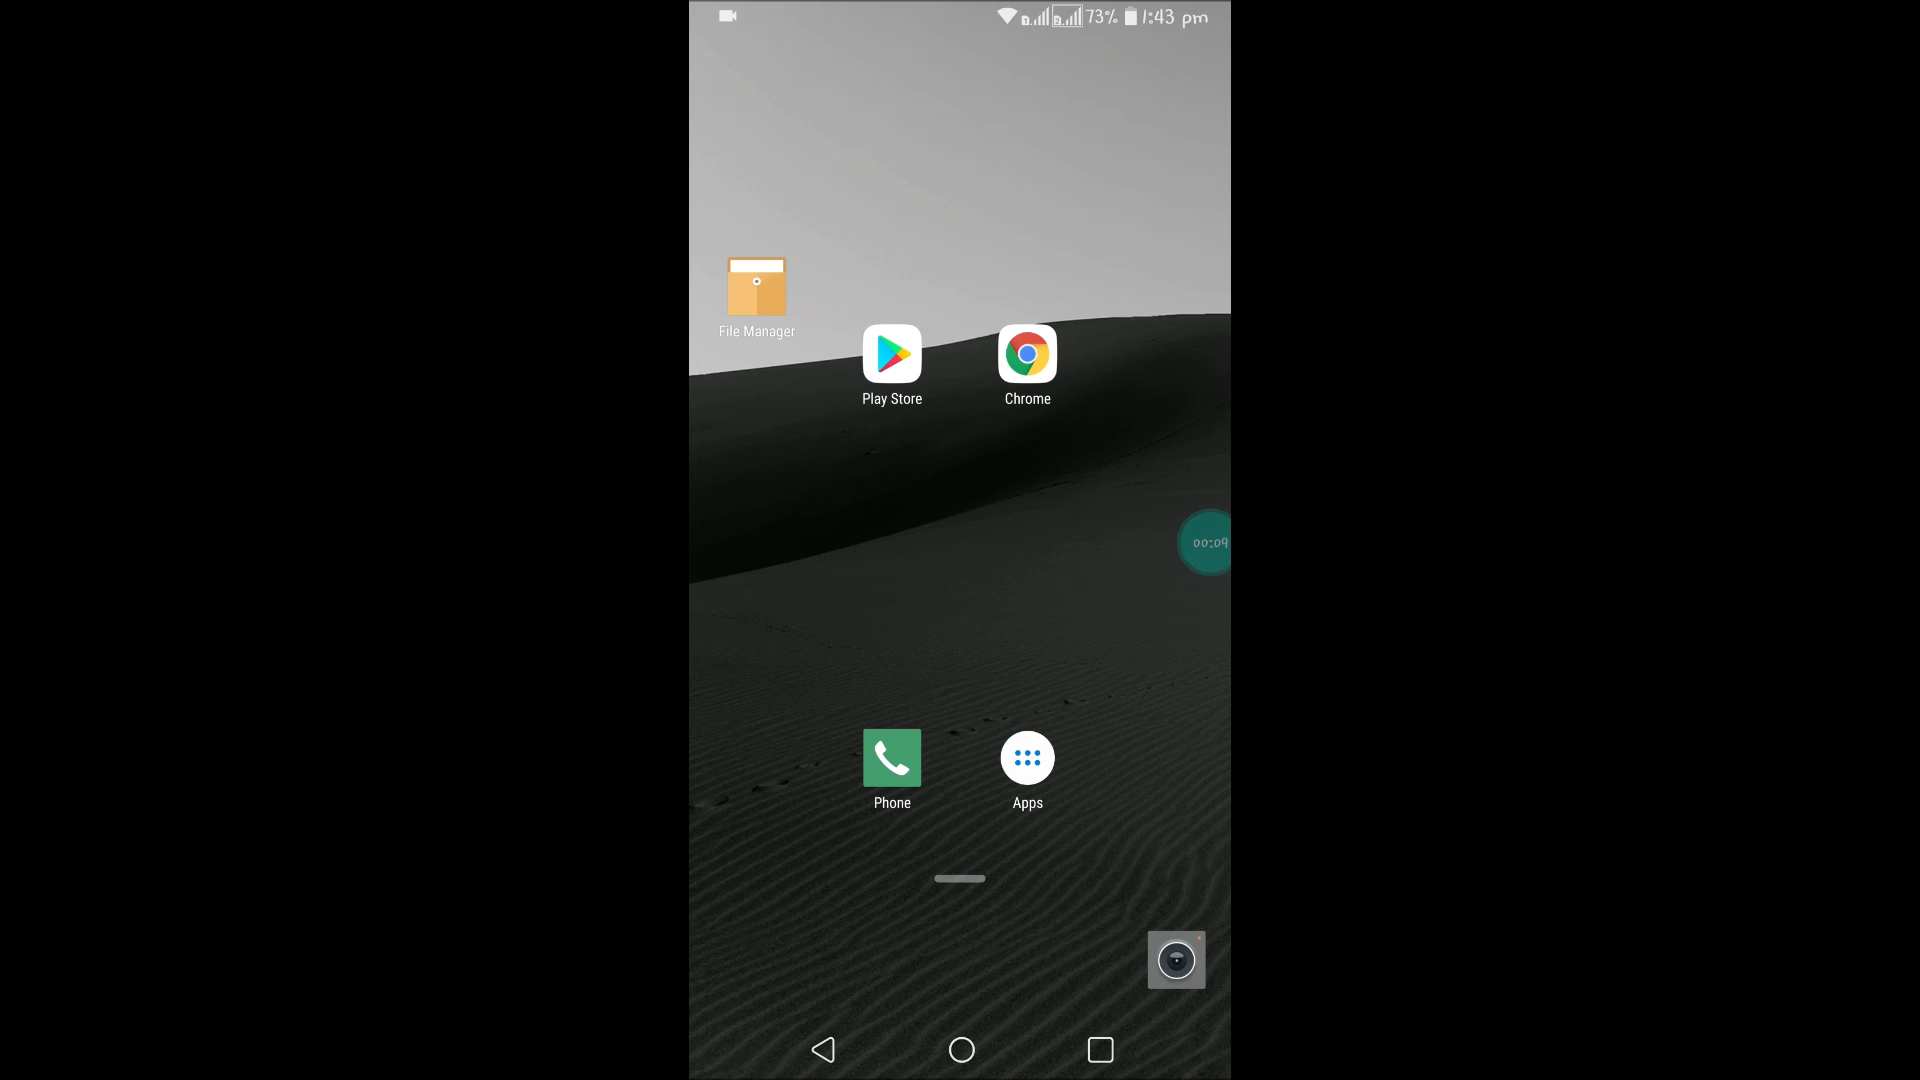 73% 1:43 pm
File Manager
Play Store
Chrome
00:09
Phone
Apps